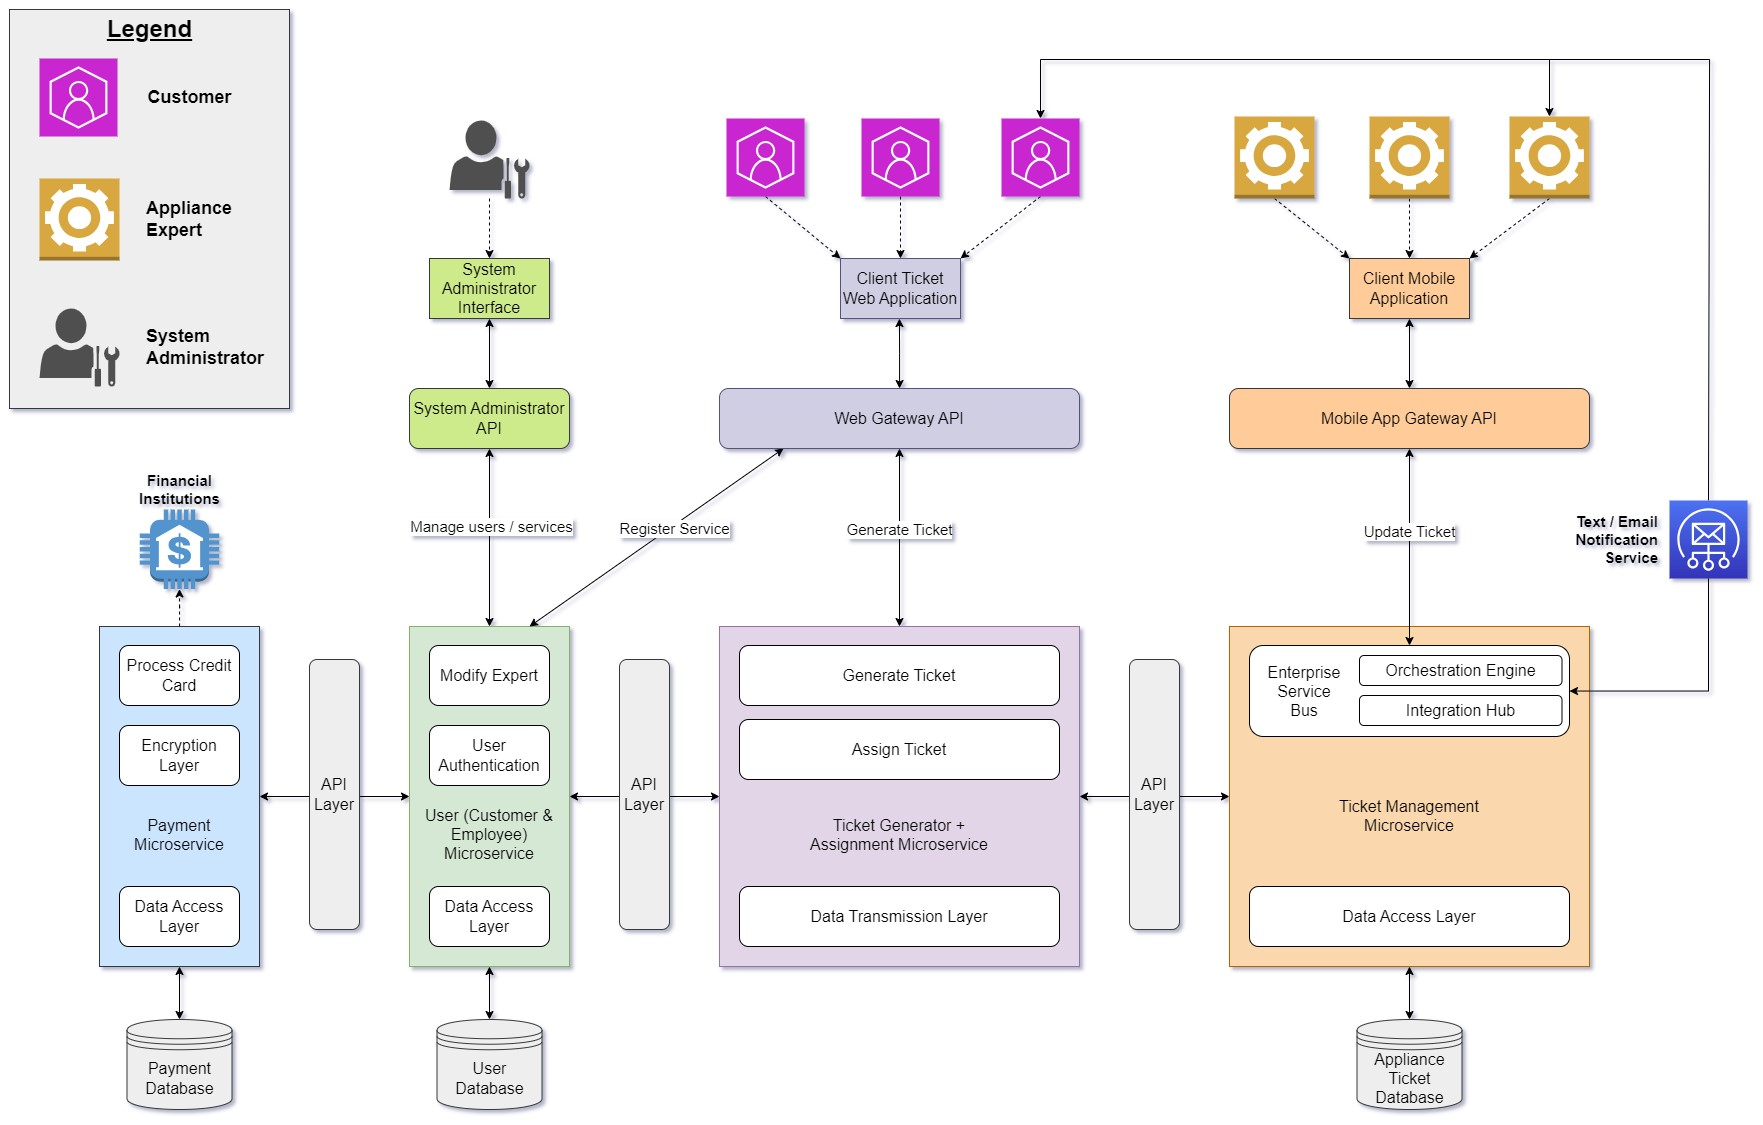 Legend
Customer
Appliance
Expert
System
Administrator
System
Administrator
Interface
Client Ticket
Web Application
Client Mobile
Application
System Administrator
API
Web Gateway API
Mobile App Gateway API
Financial
Institutions
$
Manage users / services
Register Service
Generate Ticket
Update Ticket
Text / Email
Notification
Service
Process Credit
Card
Encryption
Layer
Payment
Microservice
Data Access
Layer
API
Layer
Modify Expert
User
Authentication
User (Customer &
Employee)
Microservice
Data Access
Layer
API
Layer
Generate Ticket
Assign Ticket
Ticket Generator +
Assignment Microservice
Data Transmission Layer
API
Layer
Enterprise
Service
Bus
Orchestration Engine
Integration Hub
Ticket Management
Microservice
Data Access Layer
Payment
Database
User
Database
Appliance
Ticket
Database